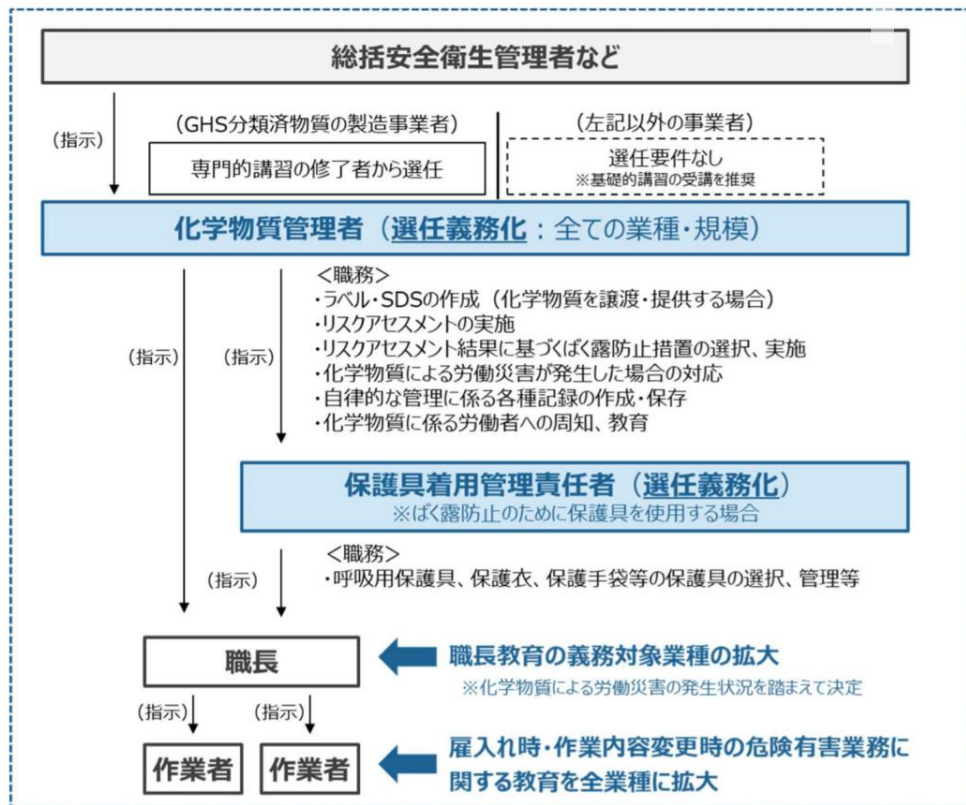 総括安全衛生管理者など
(指示)
(GHS分類済物質の製造事業者)
専門的講習の修了者から選任
(左記以外の事業者)
選任要件なし
※基礎的講習の受講を推奨
化学物質管理者(選任義務化:全ての業種・規模)
(指示)
(指示)
<職務>
・ラベル・SDSの作成(化学物質を譲渡・提供する場合)
・リスクアセスメントの実施
・リスクアセスメント結果に基づくばく露防止措置の選択、実施
・化学物質による労働災害が発生した場合の対応
・自律的な管理に係る各種記録の作成・保存
・化学物質に係る労働者への周知、教育
保護具着用管理責任者(選任義務化)
※ばく露防止のために保護具を使用する場合
(指示)
<職務>
・呼吸用保護具、保護衣、保護手袋等の保護具の選択、管理等
職長
職長教育の義務対象業種の拡大
※化学物質による労働災害の発生状況を踏まえて決定
(指示)
(指示)
作業者
作業者
雇入れ時・作業内容変更時の危険有害業務に
関する教育を全業種に拡大